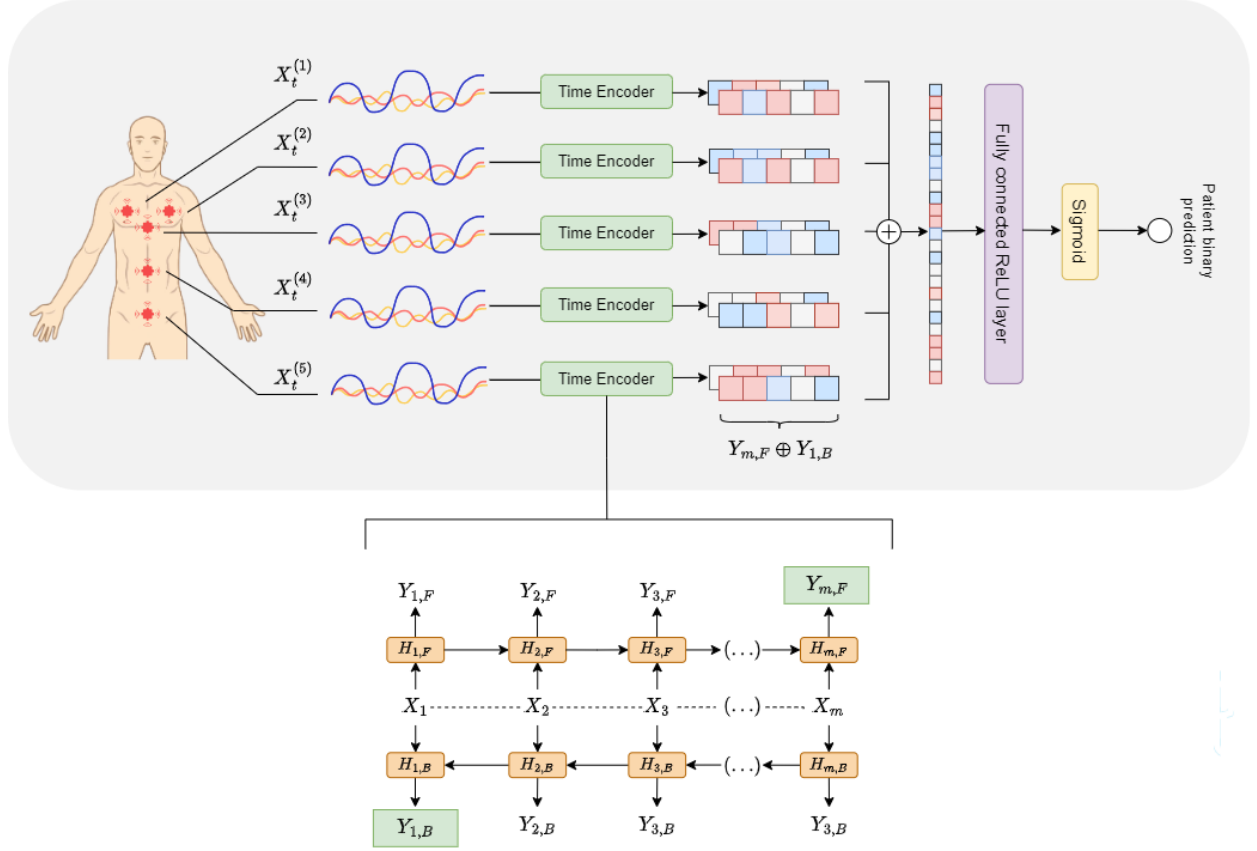 X_t^{(1)}
Time Encoder
X_t^{(2)}
Time Encoder
X_t^{(3)}
Time Encoder
X_t^{(4)}
Time Encoder
X_t^{(5)}
Time Encoder
Y_{m,F} ⊕ Y_{1,B}
+
Fully connected ReLU layer
Sigmoid
Patient binary
prediction
Y_{1,F} Y_{2,F} Y_{3,F} Y_{m,F}
H_{1,F} H_{2,F} H_{3,F} (...) H_{m,F}
X_1 X_2 X_3 (...) X_m
H_{1,B} H_{2,B} H_{3,B} (...) H_{m,B}
Y_{1,B} Y_{2,B} Y_{3,B} Y_{3,B}